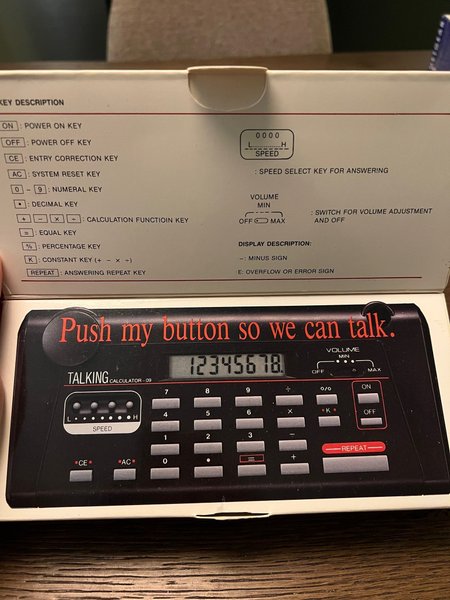 KEY DESCRIPTION
ON : POWER ON KEY
OFF : POWER OFF KEY
CE : ENTRY CORRECTION KEY
AC : SYSTEM RESET KEY
0 - 9 : NUMERAL KEY
• : DECIMAL KEY
+ - × ÷ : CALCULATION FUNCTION KEY
= : EQUAL KEY
% : PERCENTAGE KEY
K : CONSTANT KEY (+ - × ÷)
REPEAT : ANSWERING REPEAT KEY
0000
L H
SPEED
: SPEED SELECT KEY FOR ANSWERING
VOLUME
MIN
OFF MAX
: SWITCH FOR VOLUME ADJUSTMENT
AND OFF
DISPLAY DESCRIPTION:
-: MINUS SIGN
E: OVERFLOW OR ERROR SIGN
Push my button so we can talk.
12345678.
VOLUME
MIN
OFF MAX
TALKING CALCULATOR-09
L H
SPEED
7 8 9 ÷ % ON
4 5 6 × •K• OFF
1 2 3 -
•CE• •AC• 0 • = + REPEAT